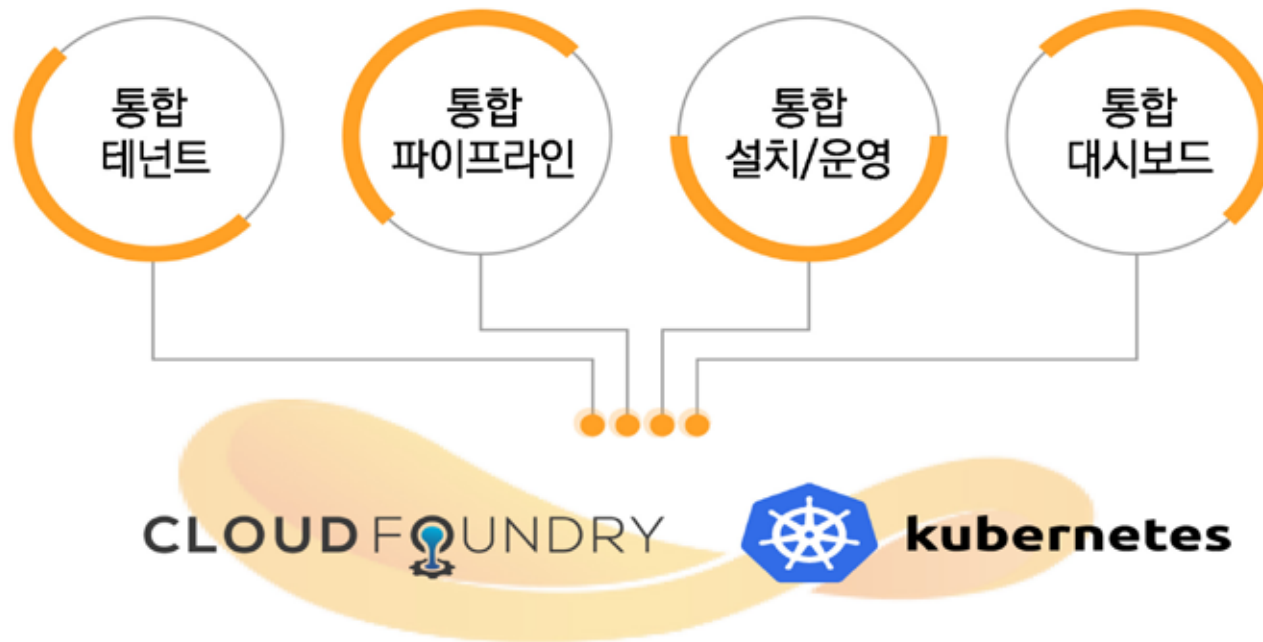 통합
테넌트
통합
파이프라인
통합
설치/운영
통합
대시보드
CLOUD FOUNDRY
kubernetes